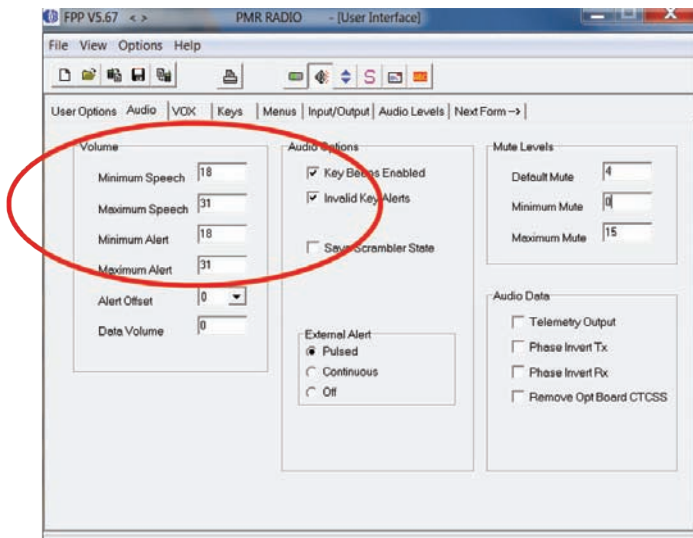 FPP V5.67 < > PMR RADIO - [User Interface]
File View Options Help
User Options Audio VOX Keys Menus Input/Output Audio Levels Next Form -->
Volume
Minimum Speech 18
Maximum Speech 31
Minimum Alert 18
Maximum Alert 31
Alert Offset 0
Data Volume 0
Audio Options
Key Beeps Enabled
Invalid Key Alerts
Save Scrambler State
External Alert
Pulsed
Continuous
Off
Mute Levels
Default Mute 4
Minimum Mute 0
Maximum Mute 15
Audio Data
Telemetry Output
Phase Invert Tx
Phase Invert Rx
Remove Opt Board CTCSS